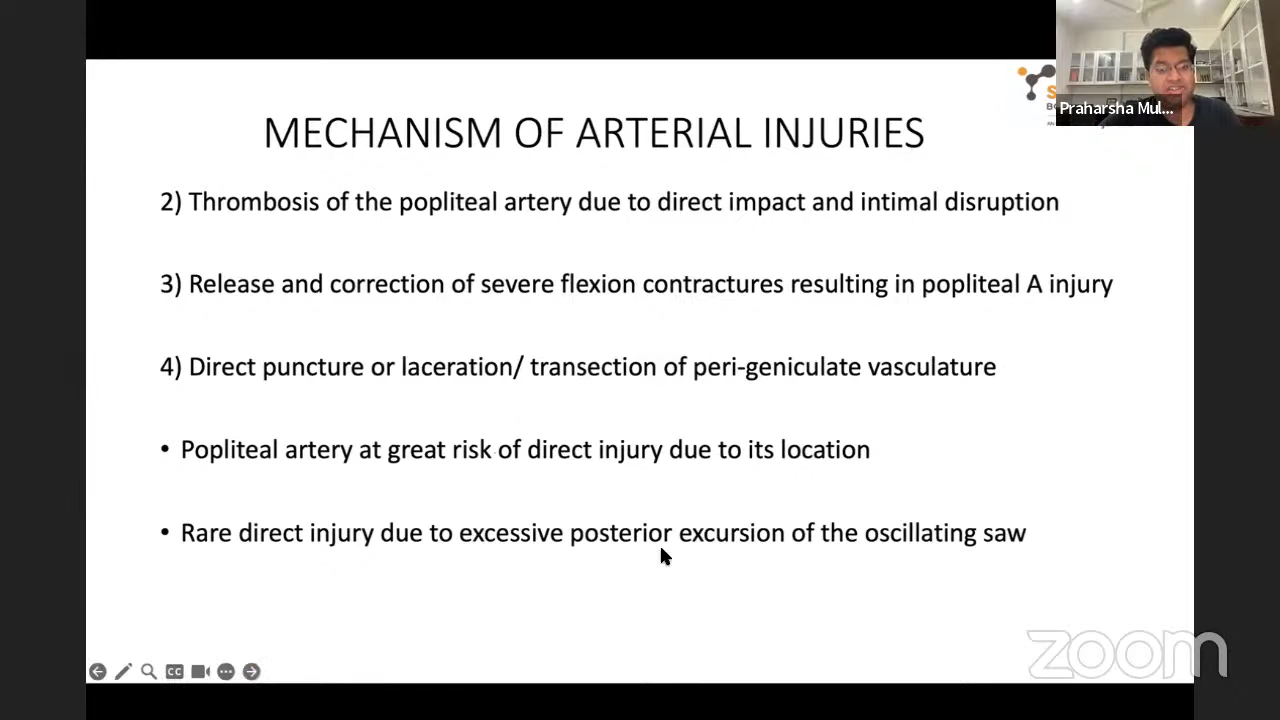 Praharsha Mul...
MECHANISM OF ARTERIAL INJURIES
2) Thrombosis of the popliteal artery due to direct impact and intimal disruption
3) Release and correction of severe flexion contractures resulting in popliteal A injury
4) Direct puncture or laceration/ transection of peri-geniculate vasculature
• Popliteal artery at great risk of direct injury due to its location
• Rare direct injury due to excessive posterior excursion of the oscillating saw
CC
zoom